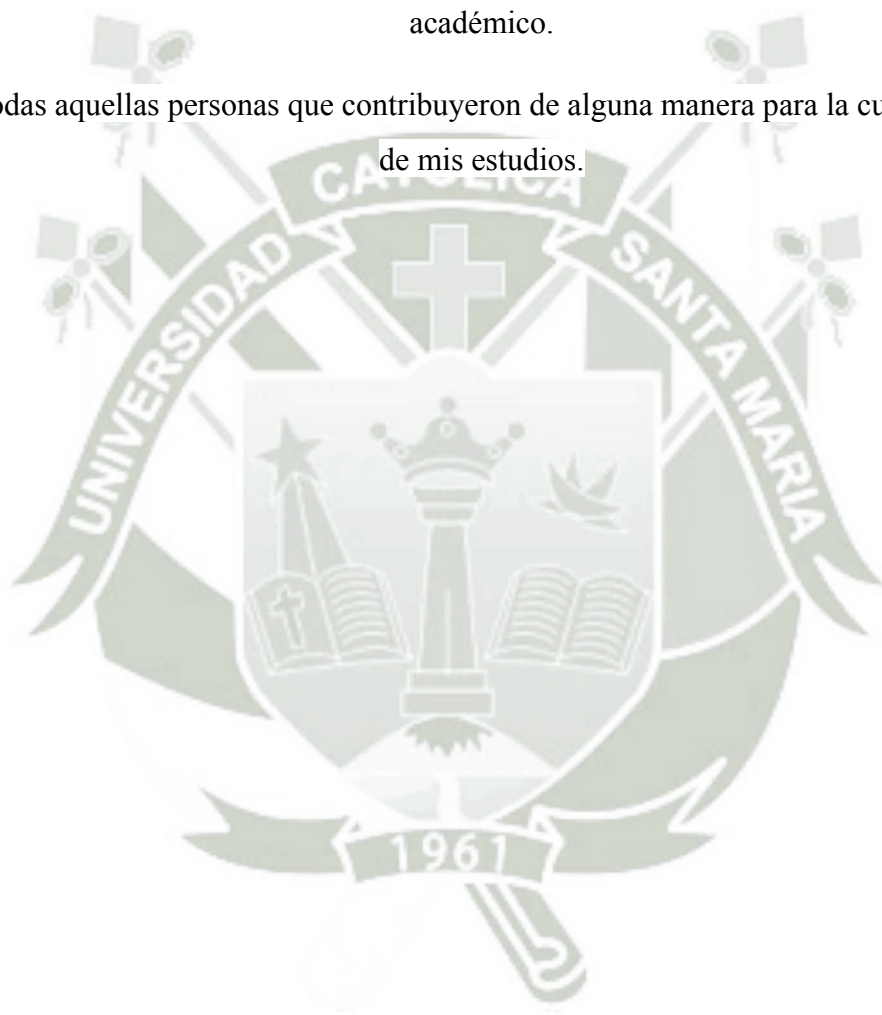 académico.
odas aquellas personas que contribuyeron de alguna manera para la cu
de mis estudios.
UNIVERSIDAD CATOLICA SANTA MARIA
1961